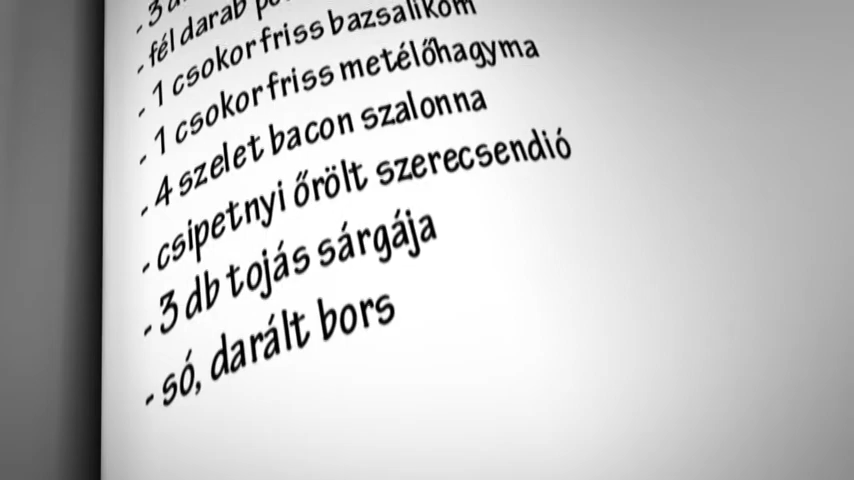 - 3
- fél darab
- 1 csokor friss bazsalikom
- 1 csokor friss metélőhagyma
- 4 szelet bacon szalonna
- csipetnyi őrölt szerecsendió
- 3 db tojás sárgája
- só, darált bors